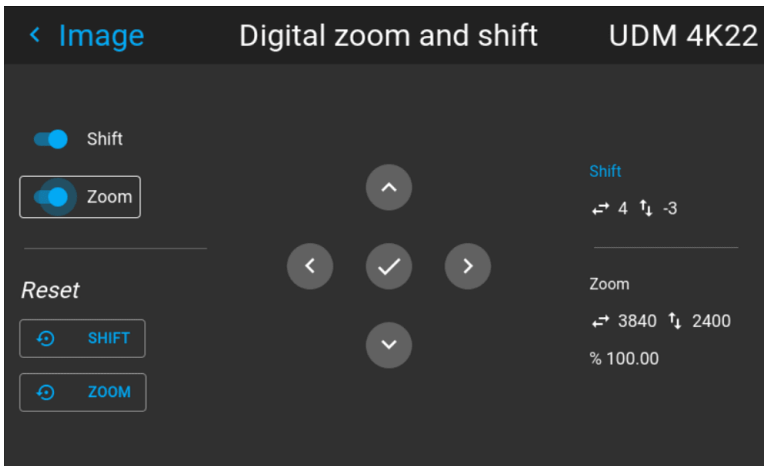 Image
Digital zoom and shift
UDM 4K22
Shift
Zoom
Reset
SHIFT
ZOOM
Shift
4 -3
Zoom
3840 2400
% 100.00